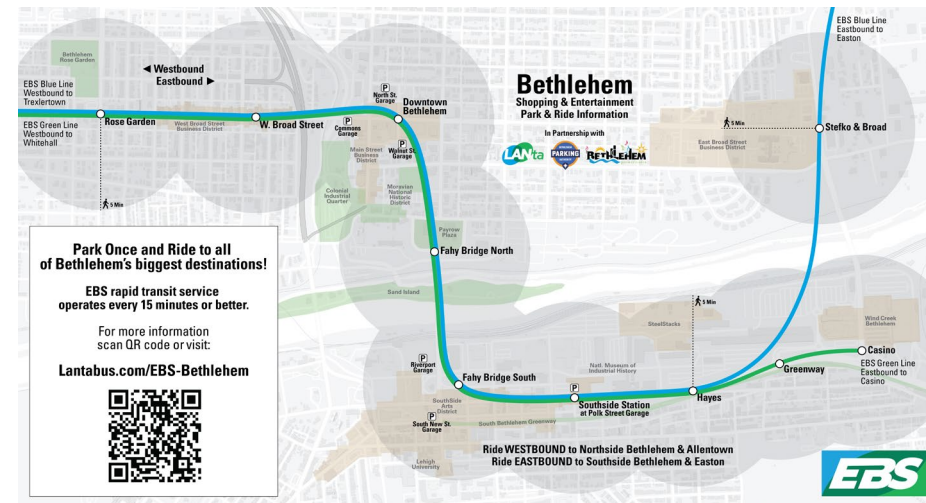 Bethlehem
Rose Garden
◄ Westbound
Eastbound ►
EBS Blue Line
Westbound to
Trexlertown
EBS Green Line
Westbound to
Whitehall
Rose Garden
West Broad Street
Business District
W. Broad Street
P
North St.
Garage
Downtown
Bethlehem
P
Commons
Garage
P
Walnut St.
Garage
Main Street
Business
District
Colonial
Industrial
Quarter
Moravian
National
Historic
District
Payrow
Plaza
5 Min
Bethlehem
Shopping & Entertainment
Park & Ride Information
In Partnership with
LANta
PARKING
BETHLEHEM
EBS Blue Line
Eastbound to
Easton
5 Min
Stefko & Broad
East Broad Street
Business District
Park Once and Ride to all
of Bethlehem's biggest destinations!
EBS rapid transit service
operates every 15 minutes or better.
For more information
scan QR code or visit:
Lantabus.com/EBS-Bethlehem
Fahy Bridge North
Sand Island
P
Riverport
Garage
Fahy Bridge South
SouthSide
Arts
District
P
South New St.
Garage
Lehigh
University
South Bethlehem Greenway
P
Southside Station
at Polk Street Garage
Natl. Museum of
Industrial History
SteelStacks
5 Min
Hayes
Greenway
Wind Creek
Bethlehem
Casino
EBS Green Line
Eastbound to
Casino
Ride WESTBOUND to Northside Bethlehem & Allentown
Ride EASTBOUND to Southside Bethlehem & Easton
EBS